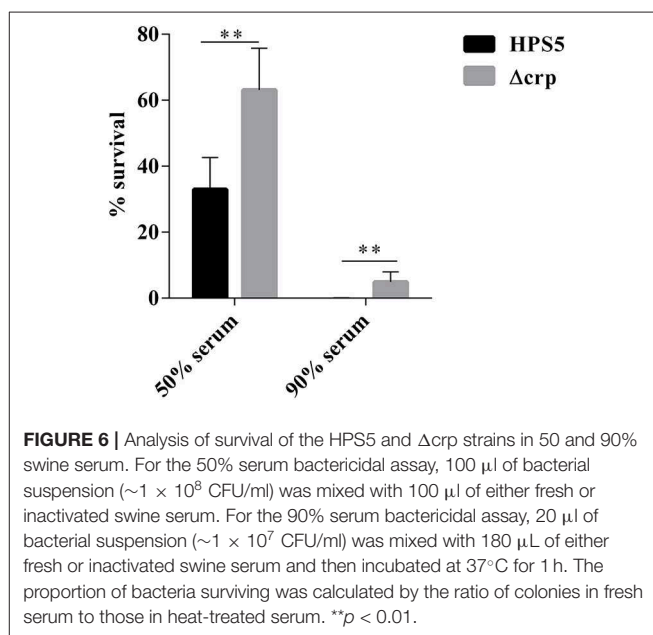 80
60
40
20
0
% survival
**
**
HPS5
Δcrp
50% serum
90% serum
FIGURE 6 | Analysis of survival of the HPS5 and Δcrp strains in 50 and 90%
swine serum. For the 50% serum bactericidal assay, 100 μl of bacterial
suspension (~1 × 10⁸ CFU/ml) was mixed with 100 μl of either fresh or
inactivated swine serum. For the 90% serum bactericidal assay, 20 μl of
bacterial suspension (~1 × 10⁷ CFU/ml) was mixed with 180 μL of either
fresh or inactivated swine serum and then incubated at 37°C for 1 h. The
proportion of bacteria surviving was calculated by the ratio of colonies in fresh
serum to those in heat-treated serum. **p < 0.01.